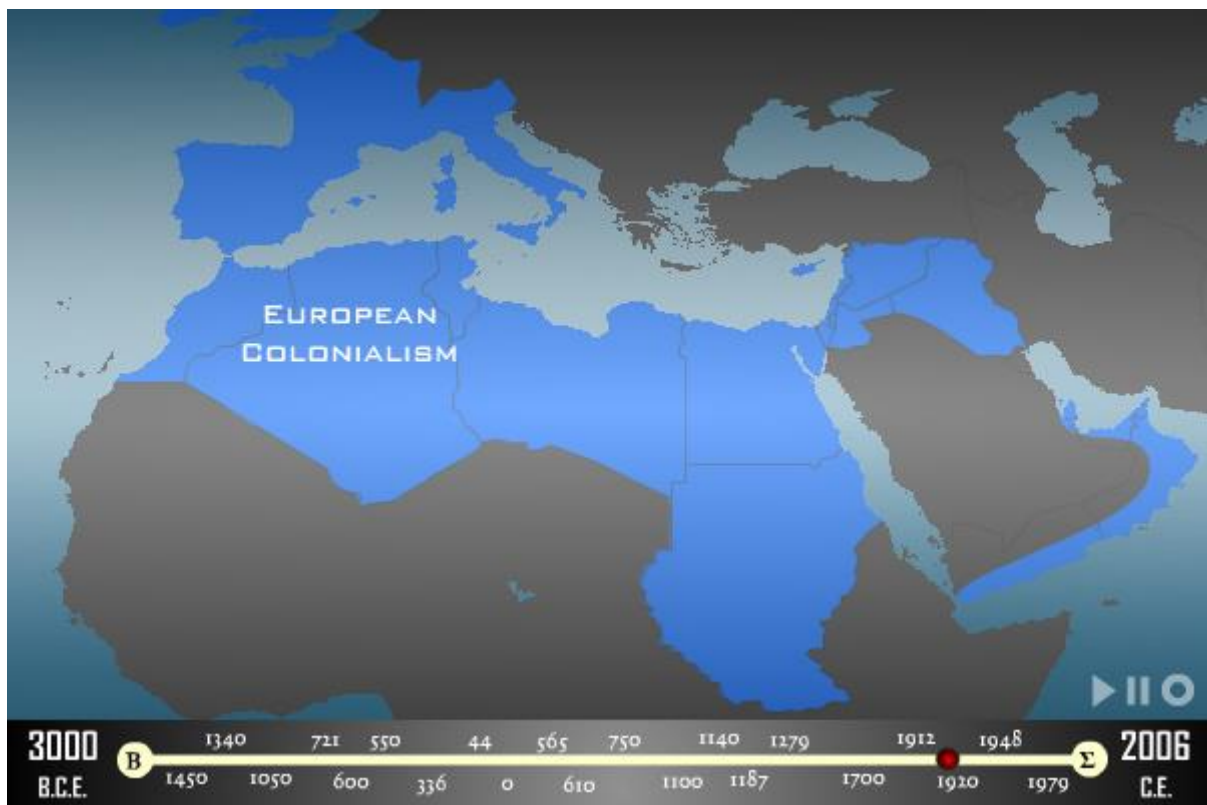 European
Colonialism
3000
B.C.E.
B
1340 721 550 44 565 750 1140 1279 1912 1948
1450 1050 600 336 0 610 1100 1187 1700 1920 1979
Σ
2006
C.E.